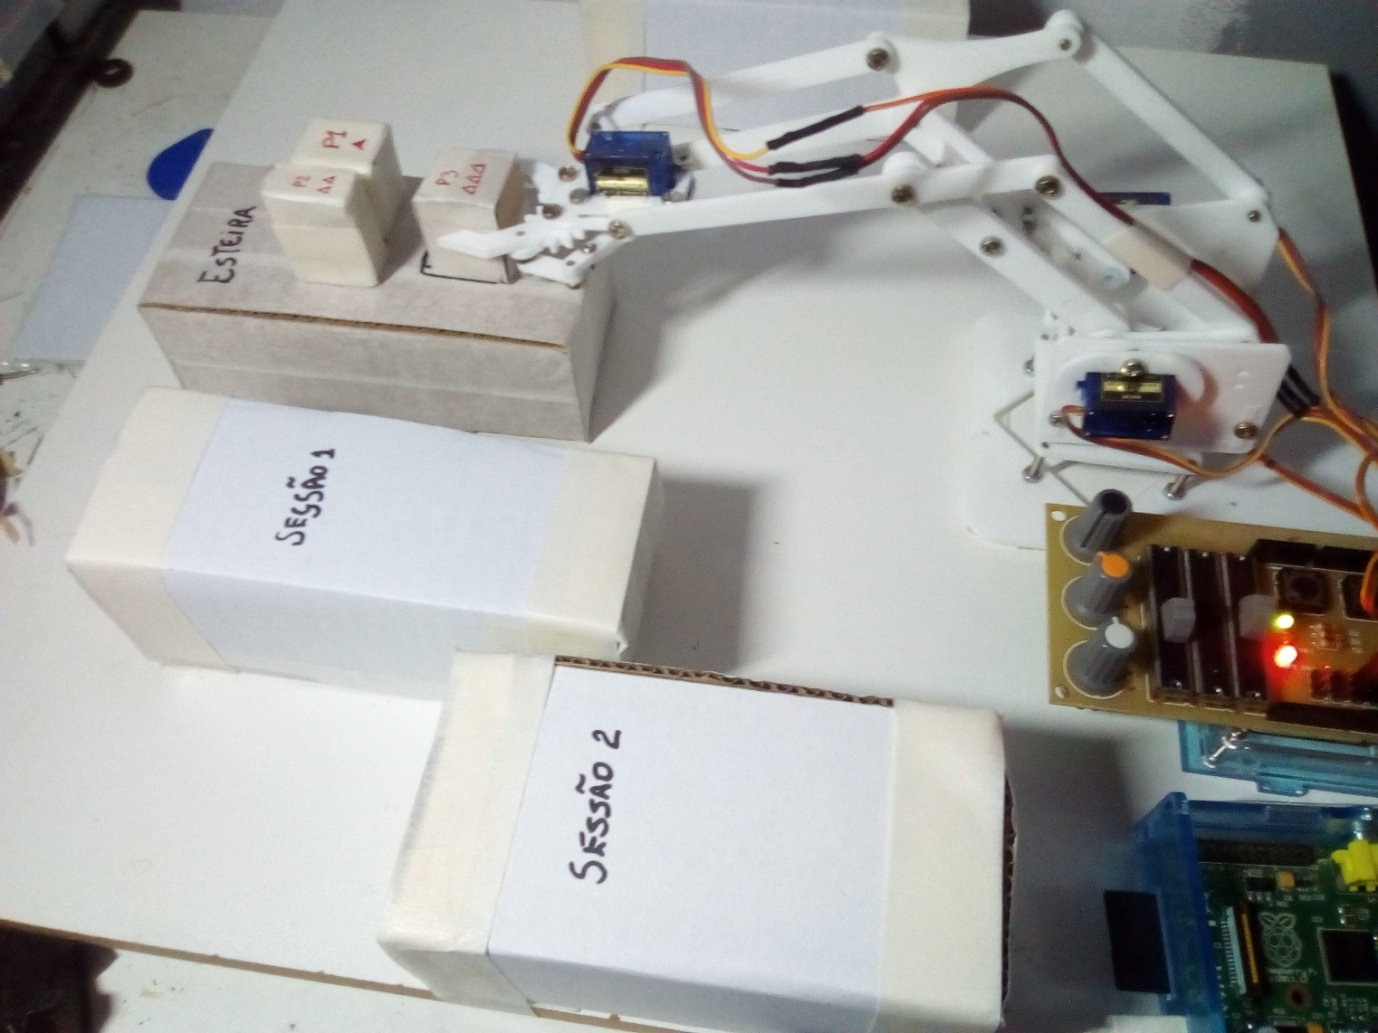 P1
P2
P3
ESTEIRA
SESSÃO 1
SESSÃO 2